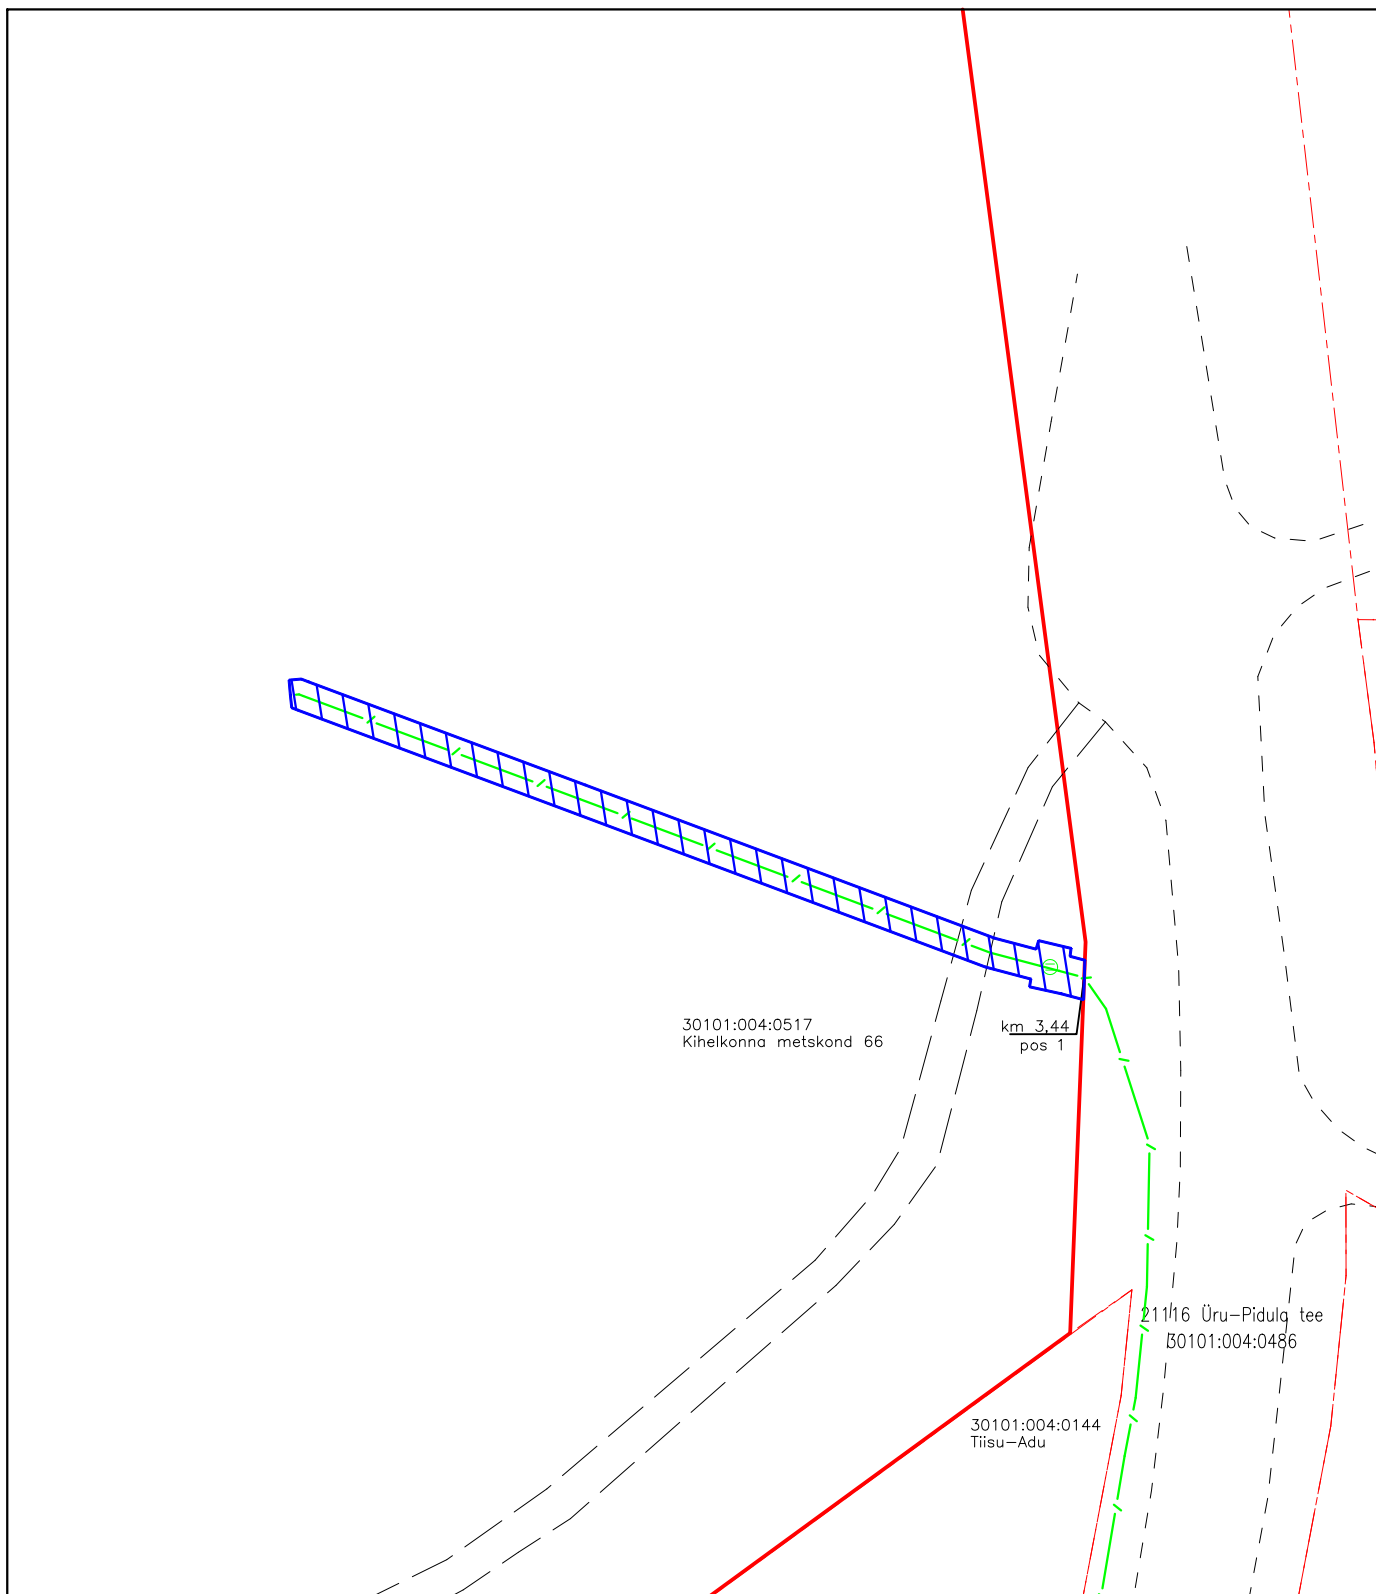 30101:004:0517
Kihelkonna metskond 66
km 3,44
pos 1
21116 Üru-Pidula tee
30101:004:0486
30101:004:0144
Tiisu-Adu